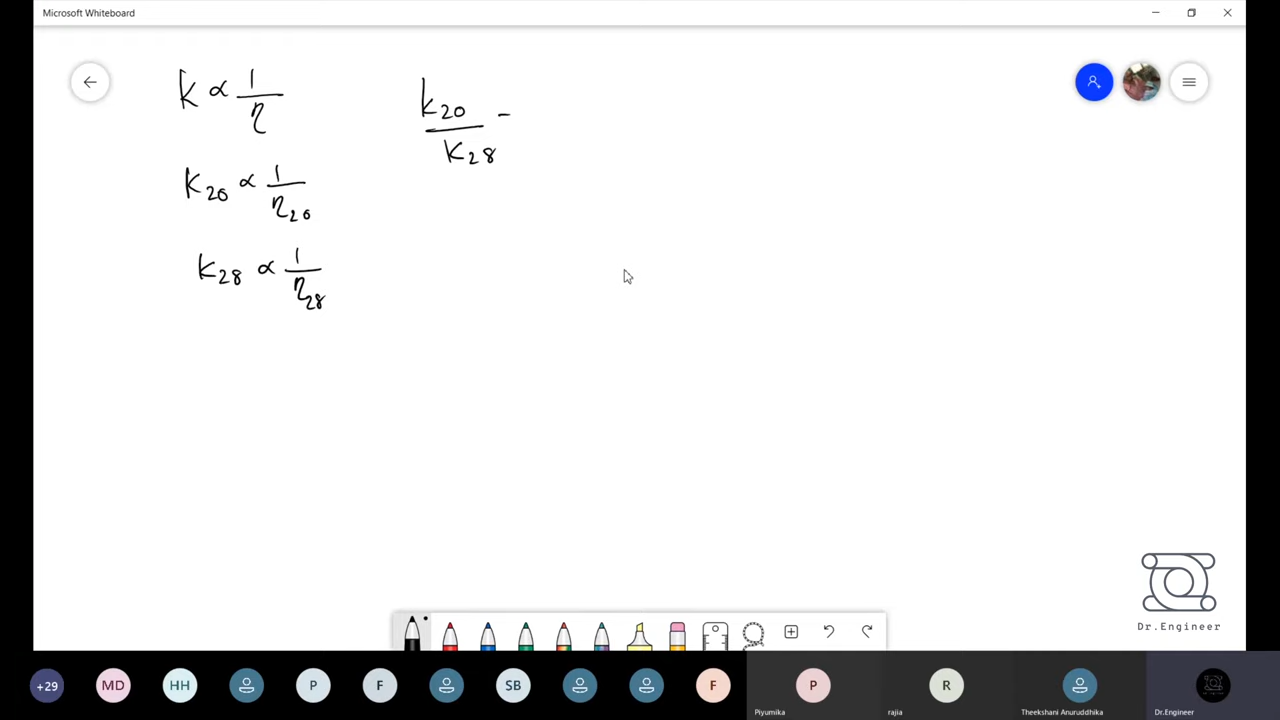 Microsoft Whiteboard
k ∝ 1/η
k20 ∝ 1/η20
k28 ∝ 1/η28
k20/k28 -
Dr.Engineer
+29
MD
HH
P
F
SB
F
P
R
Piyumika
rajia
Theekshani Anuruddhika
Dr.Engineer